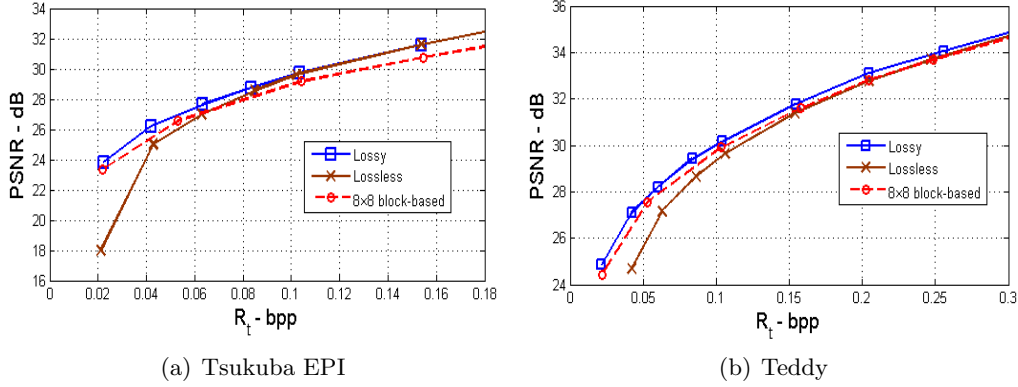 36
34
32
30
28
26
24
22
20
18
16
PSNR - dB
Lossy
Lossless
8×8 block-based
0 0.02 0.04 0.06 0.08 0.1 0.12 0.14 0.16 0.18
R_t - bpp
(a) Tsukuba EPI
36
34
32
30
28
26
24
PSNR - dB
Lossy
Lossless
8×8 block-based
0 0.05 0.1 0.15 0.2 0.25 0.3
R_t - bpp
(b) Teddy